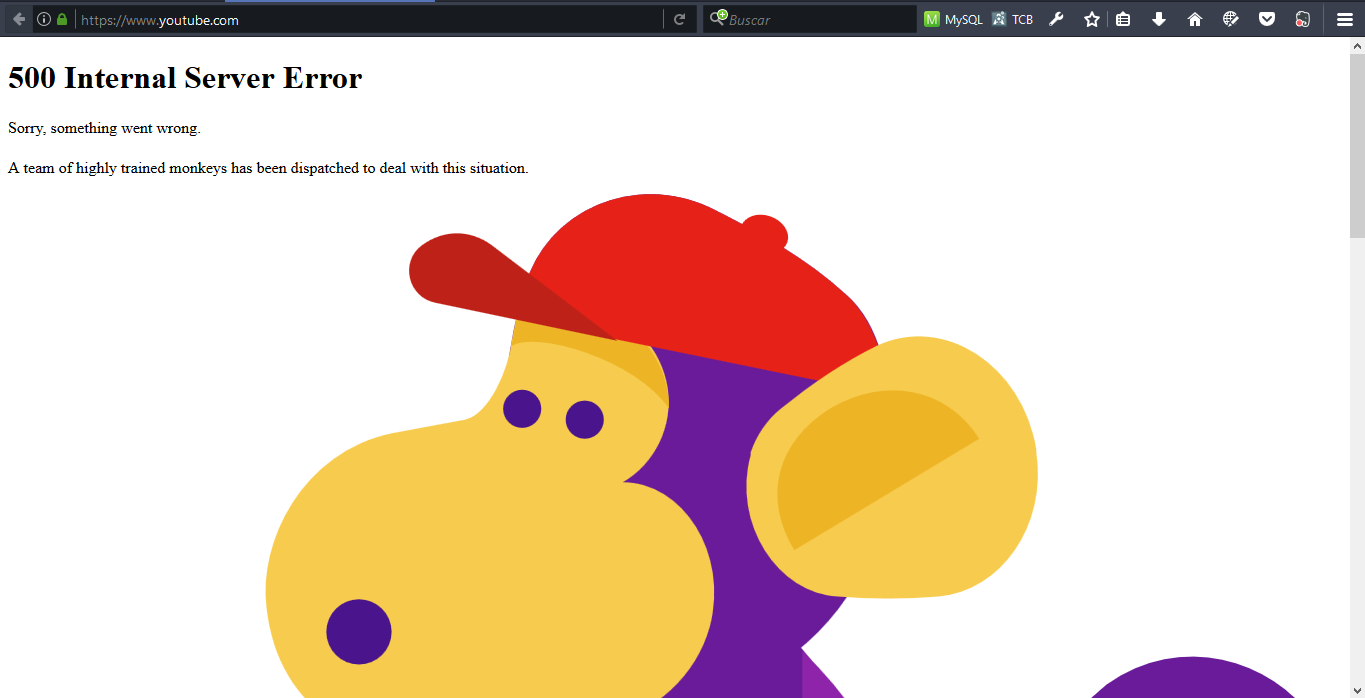 https://www.youtube.com
Buscar
M MySQL
TCB
500 Internal Server Error
Sorry, something went wrong.
A team of highly trained monkeys has been dispatched to deal with this situation.